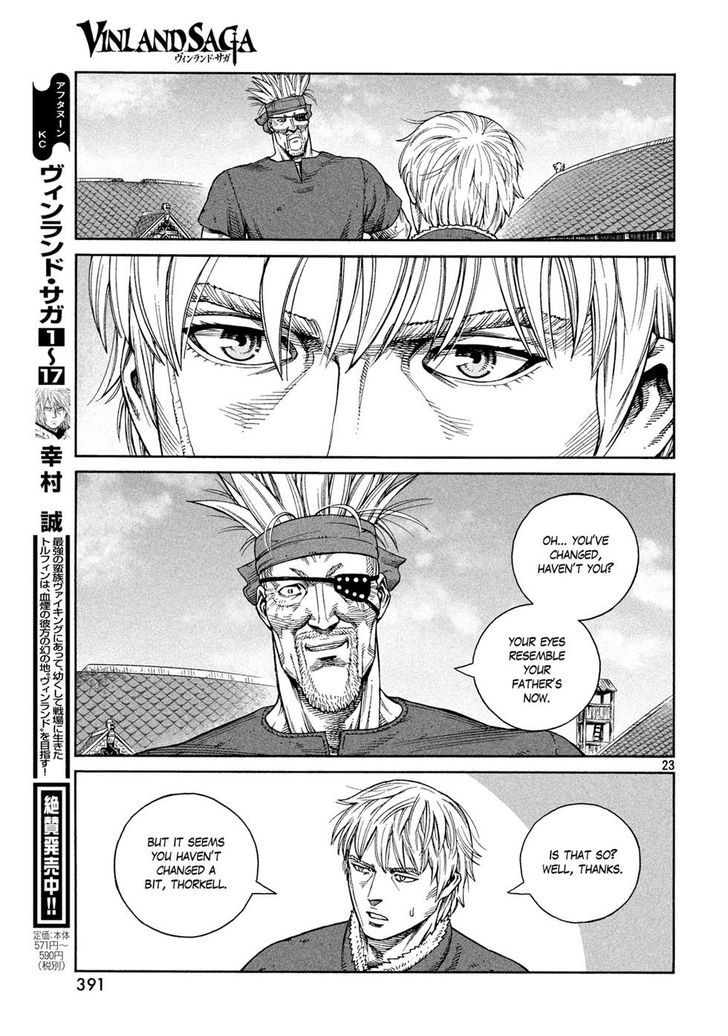 VINLAND SAGA
ヴィンランド・サガ
アフタヌーン
KC
ヴィンランド・サガ 1〜17
幸村 誠
最強の蛮族ヴァイキングにあって、幼くして戦場に生きた
トルフィンは、血煙の彼方の幻の地“ヴィンランド”を目指す!
絶賛発売中!!
定価:本体
571円〜
590円
(税別)
OH... YOU'VE
CHANGED,
HAVEN'T YOU?
YOUR EYES
RESEMBLE
YOUR
FATHER'S
NOW.
23
IS THAT SO?
WELL, THANKS.
BUT IT SEEMS
YOU HAVEN'T
CHANGED A
BIT, THORKELL.
391